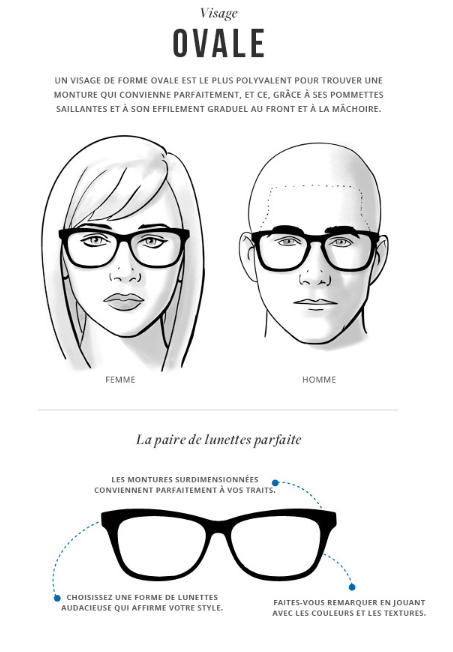 Visage
OVALE
UN VISAGE DE FORME OVALE EST LE PLUS POLYVALENT POUR TROUVER UNE
MONTURE QUI CONVIENNE PARFAITEMENT, ET CE, GRÂCE À SES POMMETTES
SAILLANTES ET À SON EFFILEMENT GRADUEL AU FRONT ET À LA MÂCHOIRE.
FEMME
HOMME
La paire de lunettes parfaite
LES MONTURES SURDIMENSIONNÉES
CONVIENNENT PARFAITEMENT À VOS TRAITS.
CHOISISSEZ UNE FORME DE LUNETTES
AUDACIEUSE QUI AFFIRME VOTRE STYLE.
FAITES-VOUS REMARQUER EN JOUANT
AVEC LES COULEURS ET LES TEXTURES.